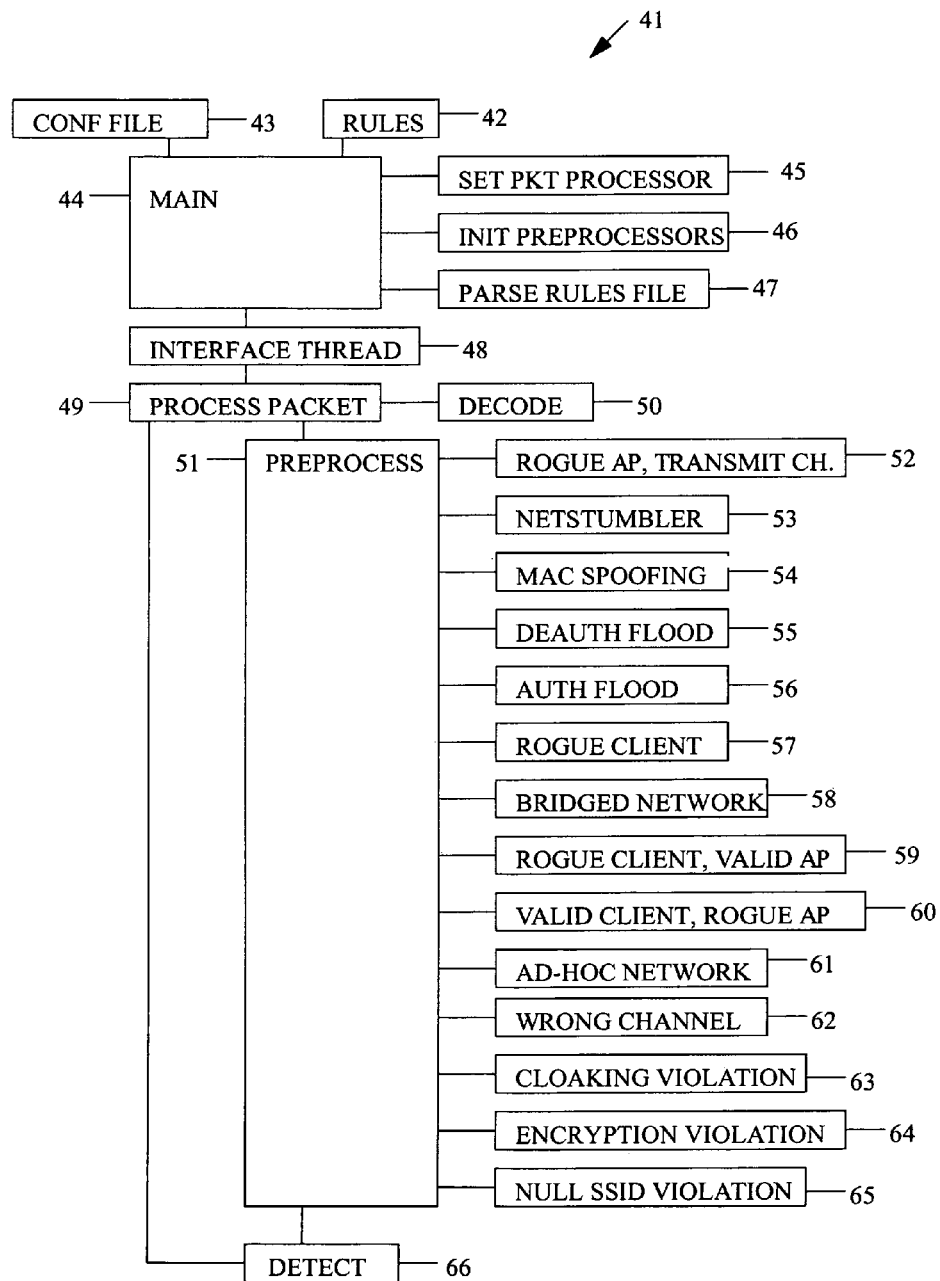 41
CONF FILE 43 RULES 42
44 MAIN SET PKT PROCESSOR 45
INIT PREPROCESSORS 46
PARSE RULES FILE 47
INTERFACE THREAD 48
49 PROCESS PACKET DECODE 50
51 PREPROCESS ROGUE AP, TRANSMIT CH. 52
NETSTUMBLER 53
MAC SPOOFING 54
DEAUTH FLOOD 55
AUTH FLOOD 56
ROGUE CLIENT 57
BRIDGED NETWORK 58
ROGUE CLIENT, VALID AP 59
VALID CLIENT, ROGUE AP 60
AD-HOC NETWORK 61
WRONG CHANNEL 62
CLOAKING VIOLATION 63
ENCRYPTION VIOLATION 64
NULL SSID VIOLATION 65
DETECT 66